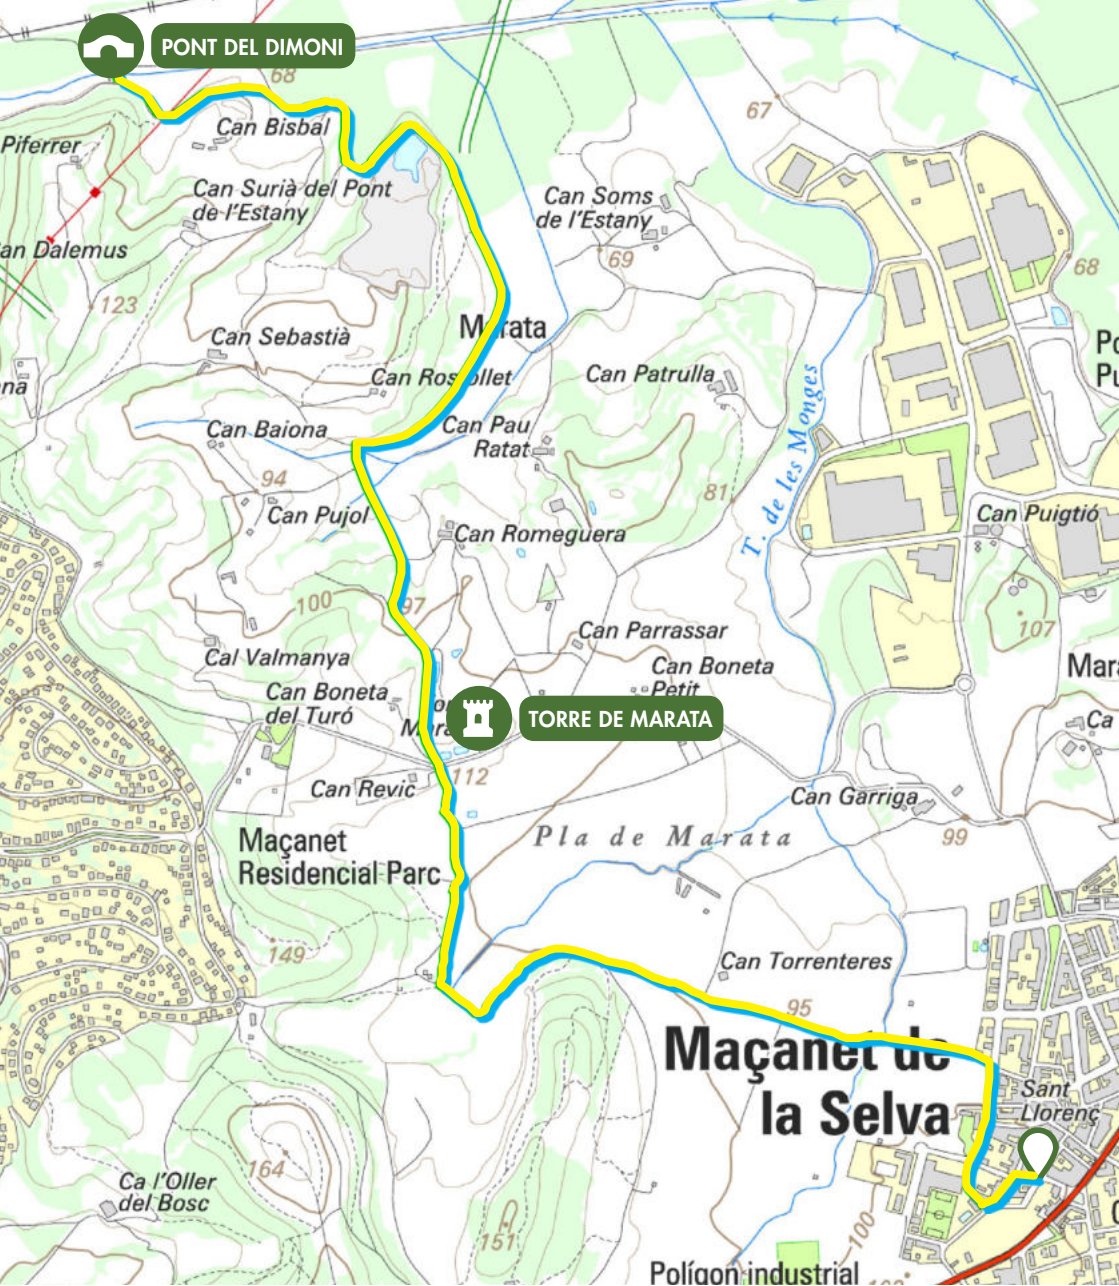 PONT DEL DIMONI
68
67
Can Bisbal
Piferrer
Can Surià del Pont
de l'Estany
Can Soms
de l'Estany
an Dalemus
69
68
123
Can Sebastià
Can Patrulla
T. de les Monges
Can Baiona
Can Pau
Ratat
94
81
Can Pujol
Can Puigtió
Can Romeguera
100
97
107
Can Parrassar
Cal Valmanya
Can Boneta
Petit
Can Boneta
del Turó
TORRE DE MARATA
Ca
112
Can Revic
Can Garriga
Maçanet
Residencial Parc
Pla de Marata
99
149
Can Torrenteres
95
Maçanet de
la Selva
Sant
Llorenç
164
Ca l'Oller
del Bosc
151
100
Polígon industrial